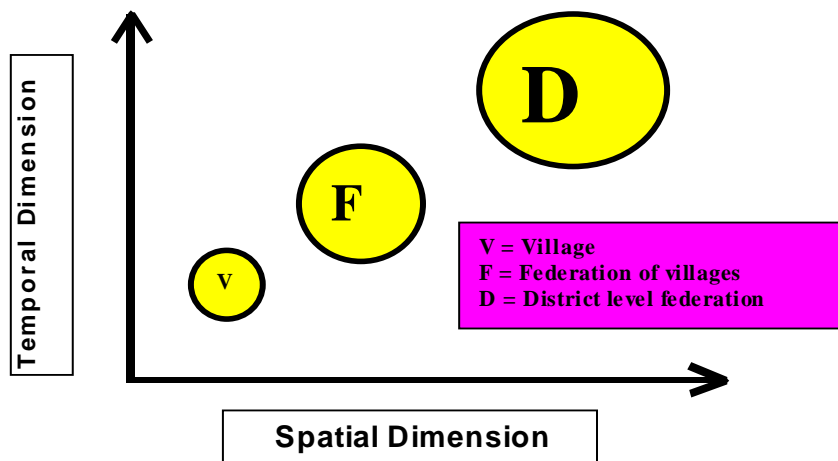 Temporal Dimension
D
F
V
V = Village
F = Federation of villages
D = District level federation
Spatial Dimension